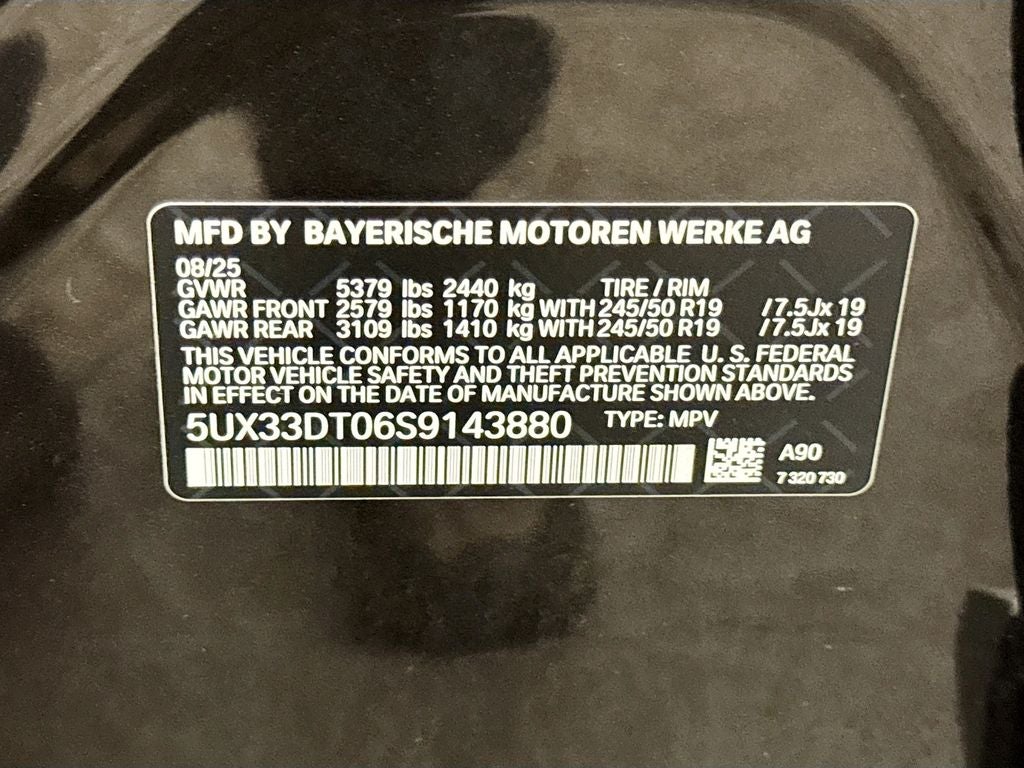 MFD BY BAYERISCHE MOTOREN WERKE AG
08/25
GVWR 5379 lbs 2440 kg TIRE / RIM
GAWR FRONT 2579 lbs 1170 kg WITH 245/50 R19 /7.5Jx 19
GAWR REAR 3109 lbs 1410 kg WITH 245/50 R19 /7.5Jx 19
THIS VEHICLE CONFORMS TO ALL APPLICABLE U. S. FEDERAL
MOTOR VEHICLE SAFETY AND THEFT PREVENTION STANDARDS
IN EFFECT ON THE DATE OF MANUFACTURE SHOWN ABOVE.
5UX33DT06S9143880 TYPE: MPV
A90
7 320 730